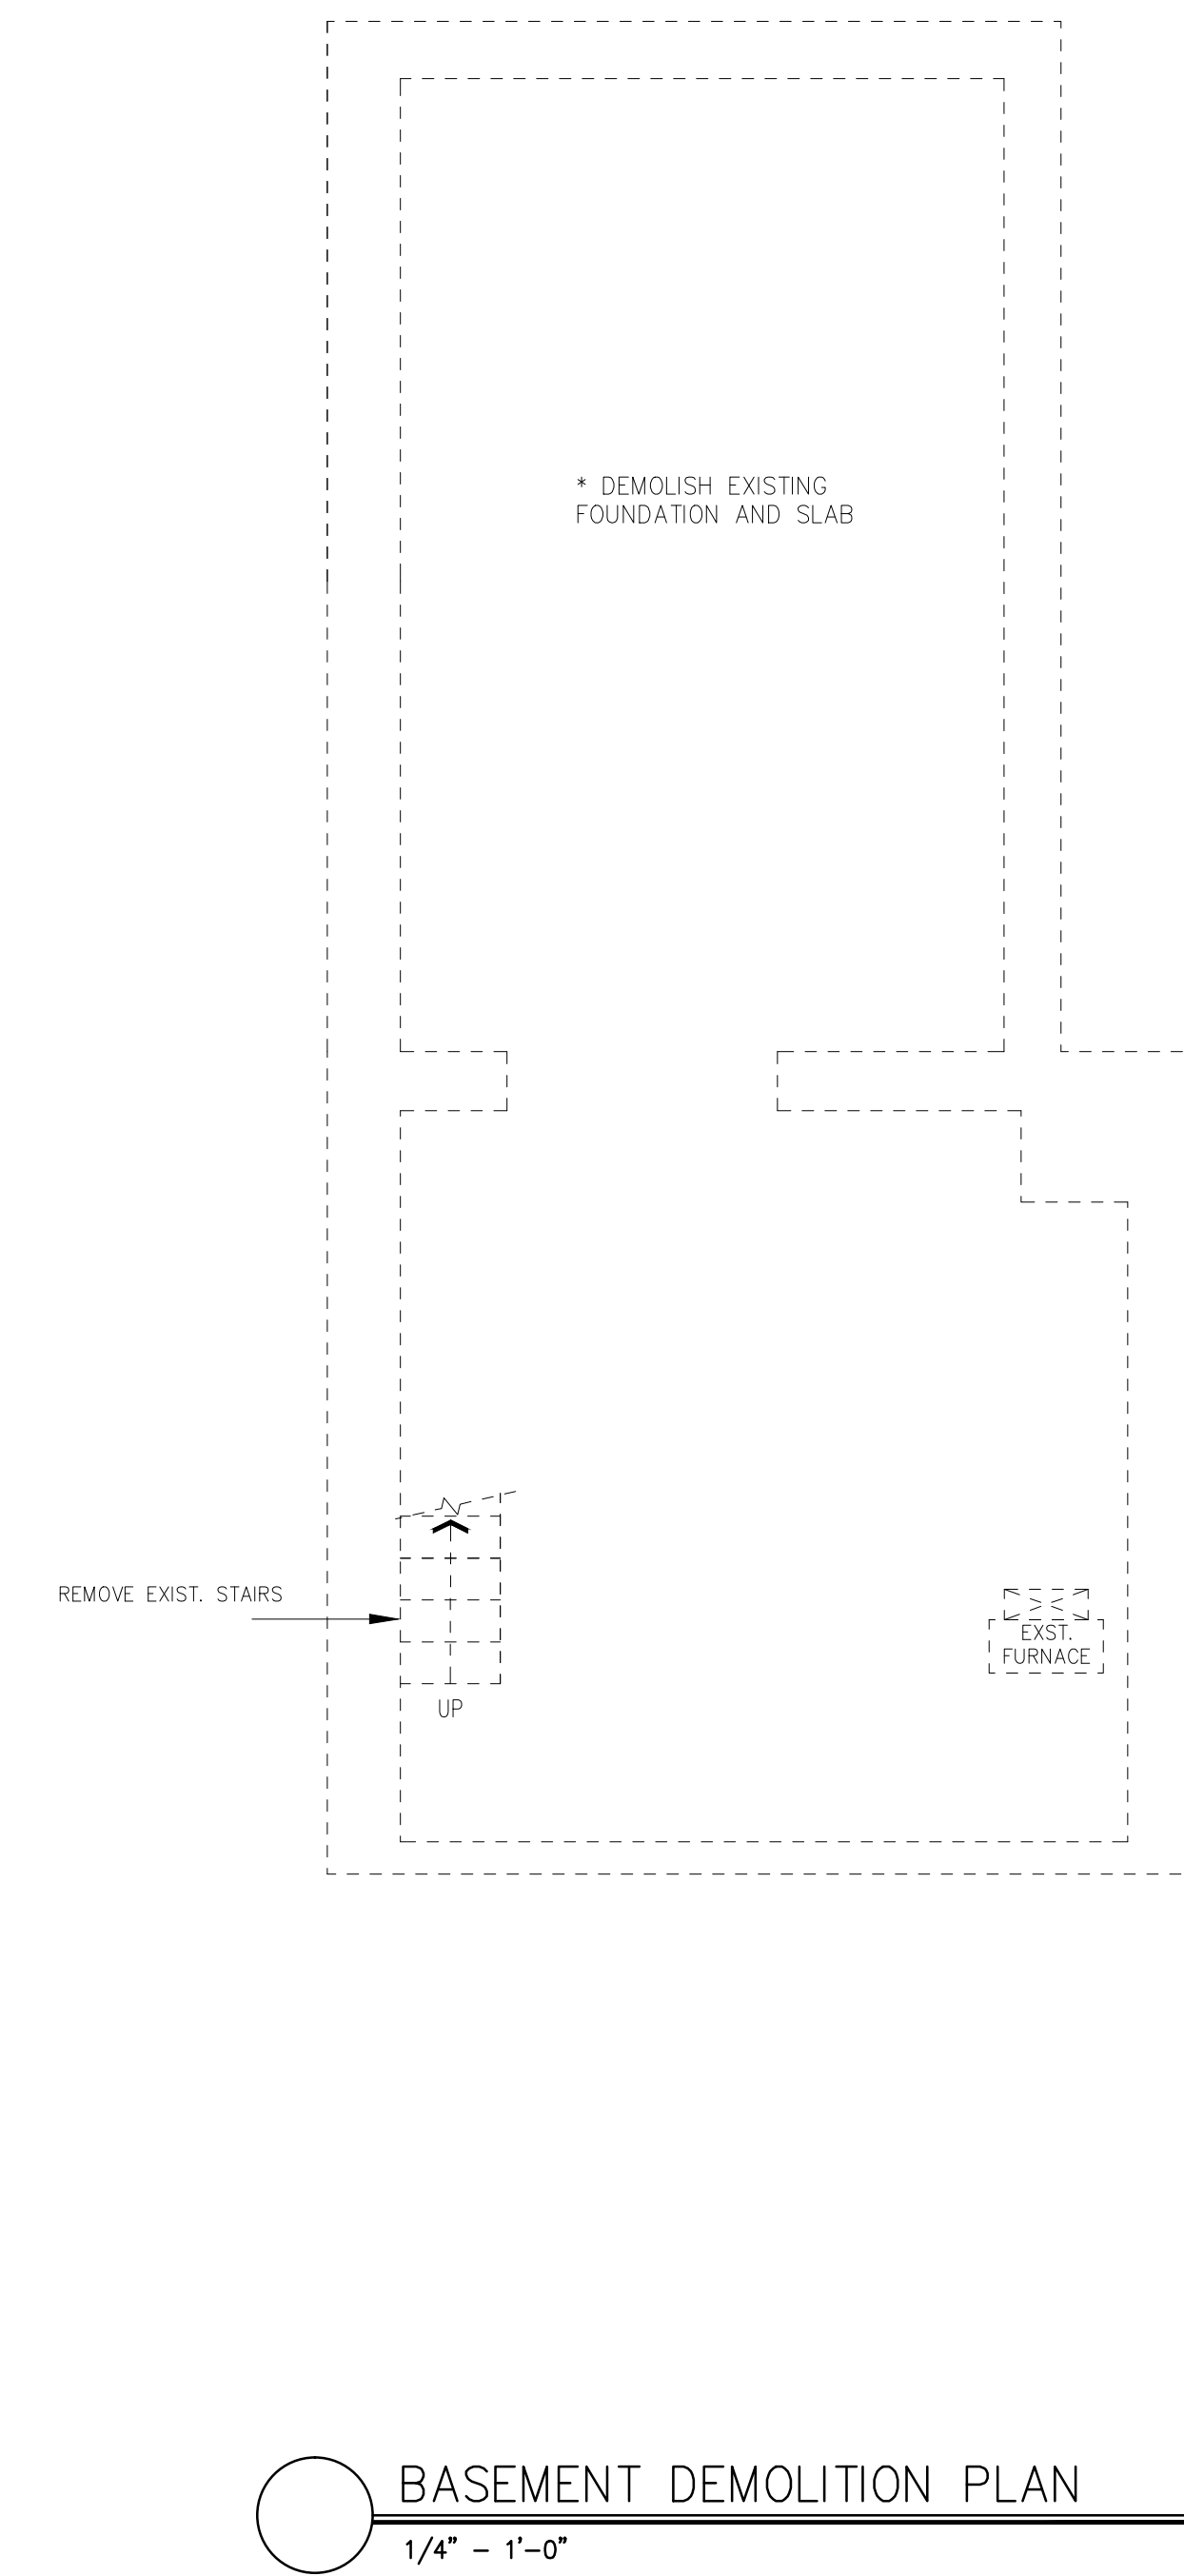 * DEMOLISH EXISTING
FOUNDATION AND SLAB
REMOVE EXIST. STAIRS
EXST.
FURNACE
UP
BASEMENT DEMOLITION PLAN
1/4" - 1'-0"